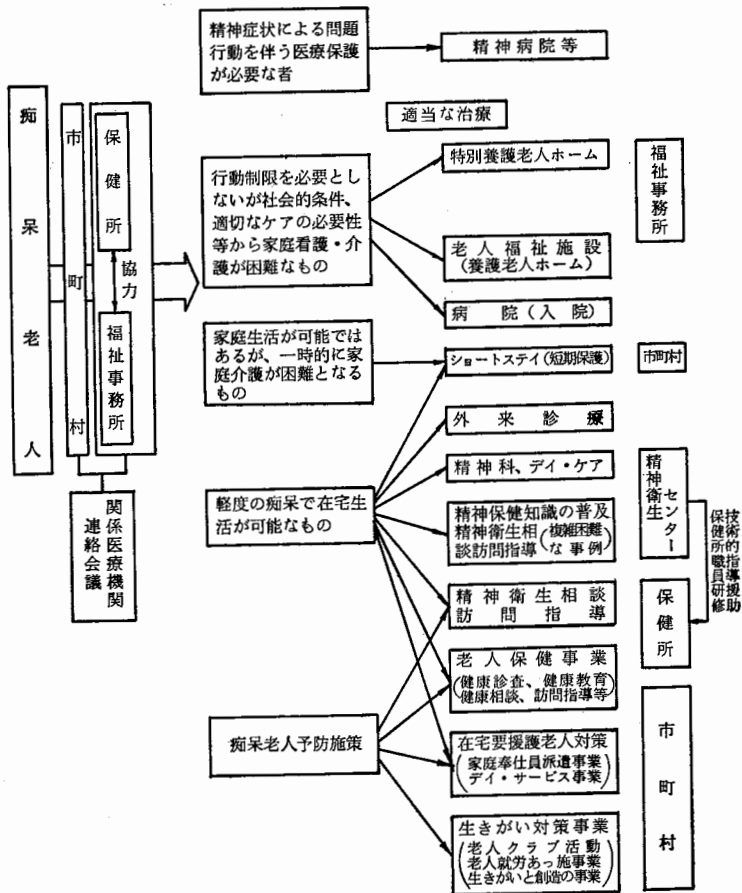 痴呆老人
市町村
保健所
協力
福祉事務所
関係医療機関
連絡会議
精神症状による問題
行動を伴う医療保護
が必要な者
精神病院等
適当な治療
行動制限を必要とし
ないが社会的条件、
適切なケアの必要性
等から家庭看護・介
護が困難なもの
特別養護老人ホーム
老人福祉施設
(養護老人ホーム)
病院(入院)
福祉事務所
家庭生活が可能では
あるが、一時的に家
庭介護が困難となる
もの
ショートステイ(短期保護)
市町村
軽度の痴呆で在宅生
活が可能なもの
外来診療
精神科、デイ・ケア
精神保健知識の普及
精神衛生相
談訪問指導
(複雑困難
な事例)
精神衛生
センター
技術的指導援助
保健所職員研修
精神衛生相談
訪問指導
保健所
老人保健事業
(健康診査、健康教育
健康相談、訪問指導等)
痴呆老人予防施策
在宅要援護老人対策
(家庭奉仕員派遣事業
デイ・サービス事業)
生きがい対策事業
(老人クラブ活動
老人就労あっ施事業
生きがいと創造の事業)
市町村